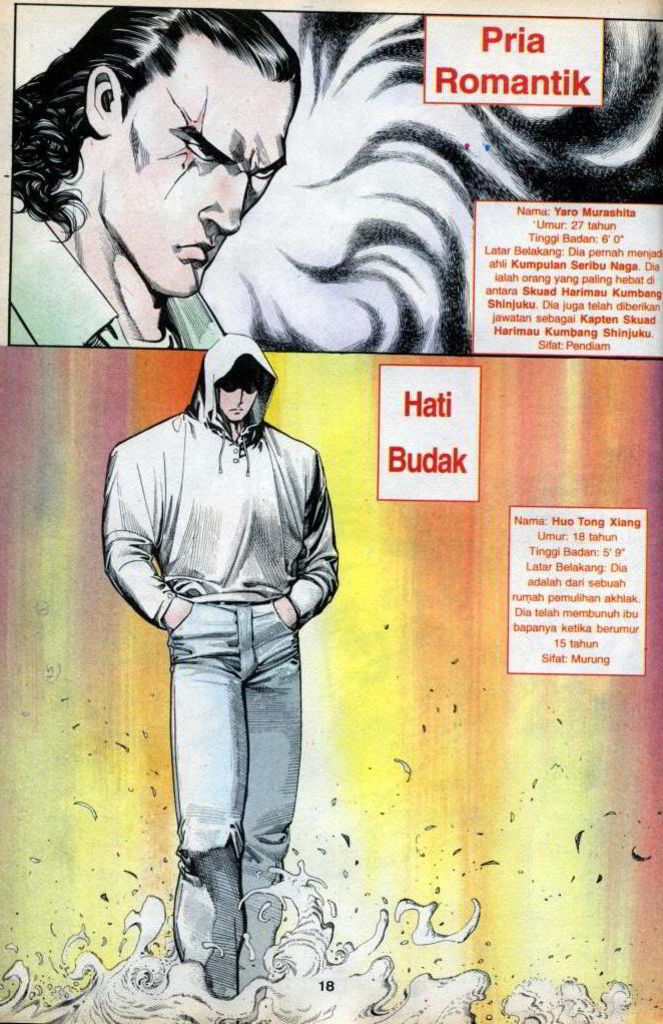 Pria
Romantik
Nama: Yaro Murashita
Umur: 27 tahun
Tinggi Badan: 6' 0"
Latar Belakang: Dia pernah menjadi
ahli Kumpulan Seribu Naga. Dia
ialah orang yang paling hebat di
antara Skuad Harimau Kumbang
Shinjuku. Dia juga telah diberikan
jawatan sebagai Kapten Skuad
Harimau Kumbang Shinjuku.
Sifat: Pendiam
Hati
Budak
Nama: Huo Tong Xiang
Umur: 18 tahun
Tinggi Badan: 5' 9"
Latar Belakang: Dia
adalah dari sebuah
rumah pemulihan akhlak.
Dia telah membunuh ibu
bapanya ketika berumur
15 tahun
Sifat: Murung
18